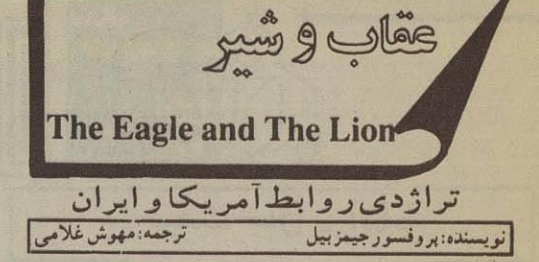 عقاب و شیر
The Eagle and The Lion
تراژدی روابط آمریکا و ایران
نویسنده: پروفسور جیمز بیل ترجمه: مهوش غلامی